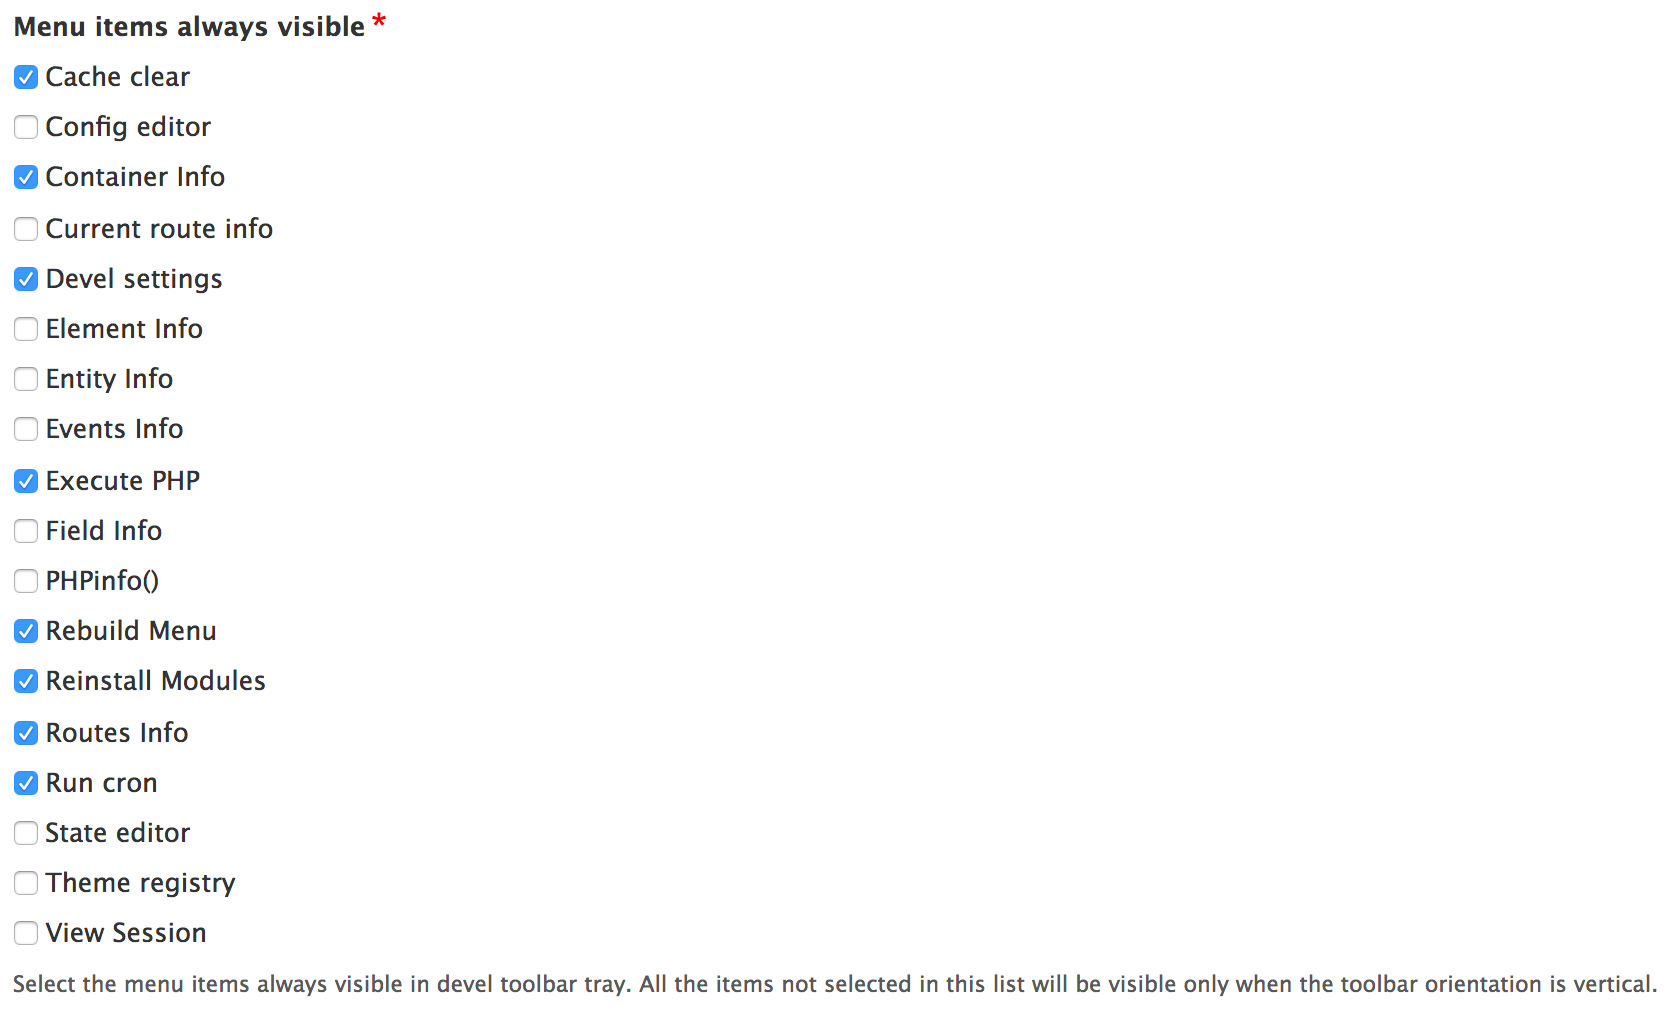 Menu items always visible *
Cache clear
Config editor
Container Info
Current route info
Devel settings
Element Info
Entity Info
Events Info
Execute PHP
Field Info
PHPinfo()
Rebuild Menu
Reinstall Modules
Routes Info
Run cron
State editor
Theme registry
View Session
Select the menu items always visible in devel toolbar tray. All the items not selected in this list will be visible only when the toolbar orientation is vertical.